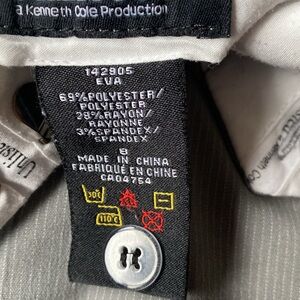 a Kenneth Cole Production
142905
EVA
69%POLYESTER/
POLYESTER
28%RAYON/
RAYONNE
3%SPANDEX/
SPANDEX
8
MADE IN CHINA
FABRIQUÉ EN CHINE
CA04754
30°C
110°C